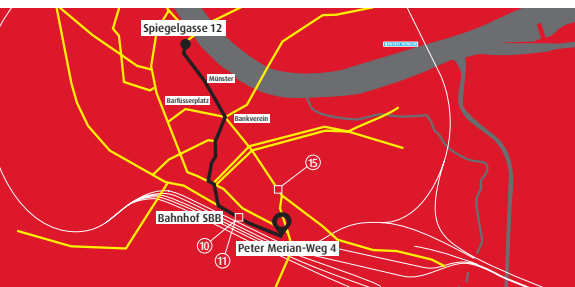 Spiegelgasse 12
Münster
Barfüsserplatz
Bankverein
15
Bahnhof SBB
10
11
Peter Merian-Weg 4